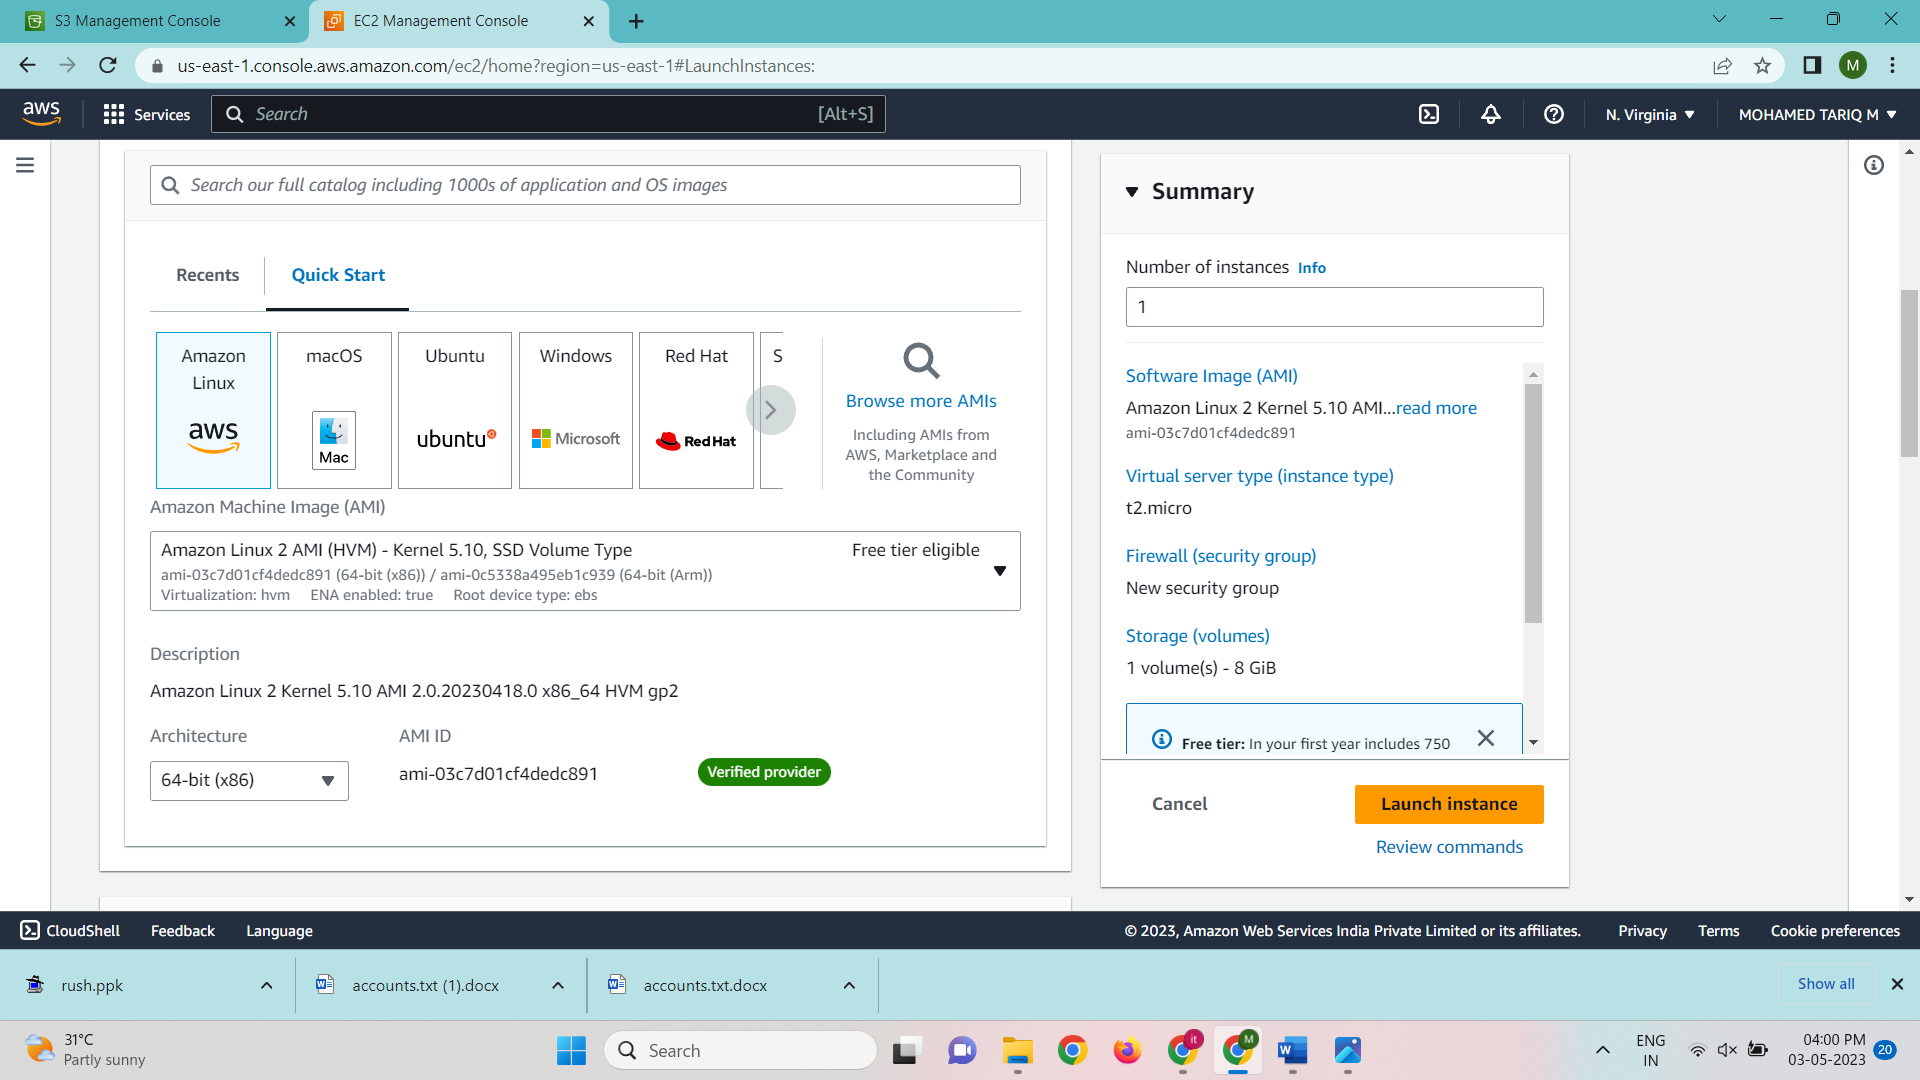 S3 Management Console
EC2 Management Console
us-east-1.console.aws.amazon.com/ec2/home?region=us-east-1#LaunchInstances:
M
aws
Services
Search
[Alt+S]
N. Virginia
MOHAMED TARIQ M
Search our full catalog including 1000s of application and OS images
Recents
Quick Start
Amazon
Linux
aws
macOS
Mac
Ubuntu
ubuntu
Windows
Microsoft
Red Hat
Red Hat
S
Browse more AMIs
Including AMIs from
AWS, Marketplace and
the Community
Amazon Machine Image (AMI)
Amazon Linux 2 AMI (HVM) - Kernel 5.10, SSD Volume Type
Free tier eligible
ami-03c7d01cf4dedc891 (64-bit (x86)) / ami-0c5338a495eb1c939 (64-bit (Arm))
Virtualization: hvm ENA enabled: true Root device type: ebs
Description
Amazon Linux 2 Kernel 5.10 AMI 2.0.20230418.0 x86_64 HVM gp2
Architecture
AMI ID
64-bit (x86)
ami-03c7d01cf4dedc891
Verified provider
Summary
Number of instances Info
1
Software Image (AMI)
Amazon Linux 2 Kernel 5.10 AMI...read more
ami-03c7d01cf4dedc891
Virtual server type (instance type)
t2.micro
Firewall (security group)
New security group
Storage (volumes)
1 volume(s) - 8 GiB
Free tier: In your first year includes 750
Cancel
Launch instance
Review commands
CloudShell
Feedback
Language
© 2023, Amazon Web Services India Private Limited or its affiliates.
Privacy
Terms
Cookie preferences
rush.ppk
accounts.txt (1).docx
accounts.txt.docx
Show all
31°C
Partly sunny
Search
it
M
W
ENG
IN
04:00 PM
03-05-2023
20